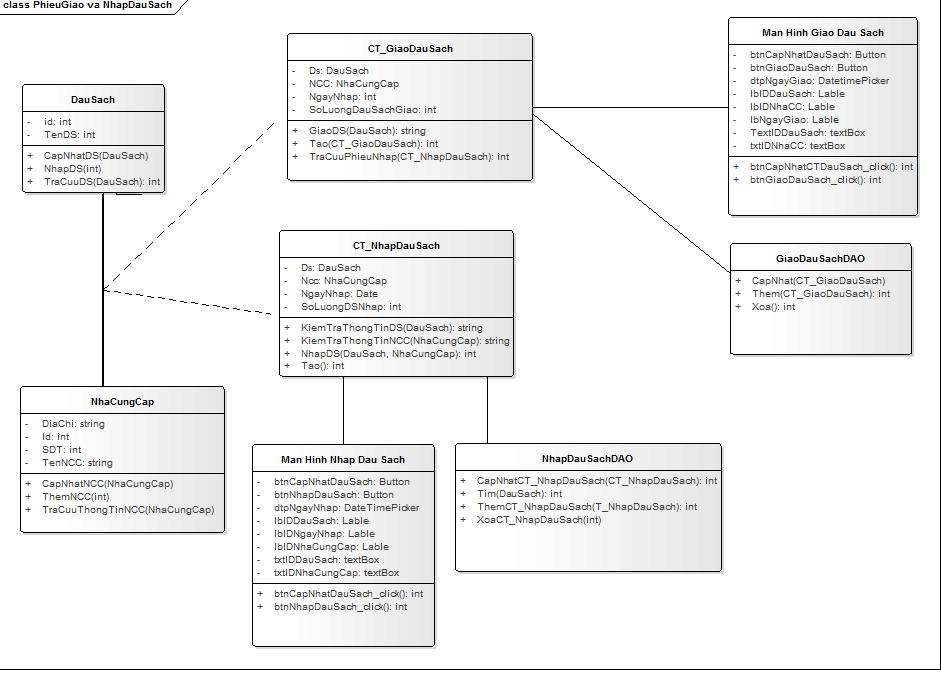 class PhieuGiao va NhapDauSach
DauSach
- id: int
- TenDS: int
+ CapNhatDS(DauSach)
+ NhapDS(int)
+ TraCuuDS(DauSach): int
CT_GiaoDauSach
- Ds: DauSach
- NCC: NhaCungCap
- NgayNhap: int
- SoLuongDauSachGiao: int
+ GiaoDS(DauSach): string
+ Tao(CT_GiaoDauSach): int
+ TraCuuPhieuNhap(CT_NhapDauSach): int
Man Hinh Giao Dau Sach
- btnCapNhatDauSach: Button
- btnGiaoDauSach: Button
- dtpNgayGiao: DatetimePicker
- lbIDDauSach: Lable
- lbIDNhaCC: Lable
- lbNgayGiao: Lable
- TextIDDauSach: textBox
- txtIDNhaCC: textBox
+ btnCapNhatCTDauSach_click(): int
+ btnGiaoDauSach_click(): int
CT_NhapDauSach
- Ds: DauSach
- Ncc: NhaCungCap
- NgayNhap: Date
- SoLuongDSNhap: int
+ KiemTraThongTinDS(DauSach): string
+ KiemTraThongTinNCC(NhaCungCap): string
+ NhapDS(DauSach, NhaCungCap): int
+ Tao(): int
GiaoDauSachDAO
+ CapNhat(CT_GiaoDauSach)
+ Them(CT_GiaoDauSach): int
+ Xoa(): int
NhaCungCap
- DiaChi: string
- Id: int
- SDT: int
- TenNCC: string
+ CapNhatNCC(NhaCungCap)
+ ThemNCC(int)
+ TraCuuThongTinNCC(NhaCungCap)
Man Hinh Nhap Dau Sach
- btnCapNhatDauSach: Button
- btnNhapDauSach: Button
- dtpNgayNhap: DateTimePicker
- lbIDDauSach: Lable
- lbIDNgayNhap: Lable
- lbIDNhaCungCap: Lable
- txtIDDauSach: textBox
- txtIDNhaCungCap: textBox
+ btnCapNhatDauSach_click(): int
+ btnNhapDauSach_click(): int
NhapDauSachDAO
+ CapNhatCT_NhapDauSach(CT_NhapDauSach): int
+ Tim(DauSach): int
+ ThemCT_NhapDauSach(T_NhapDauSach): int
+ XoaCT_NhapDauSach(int)